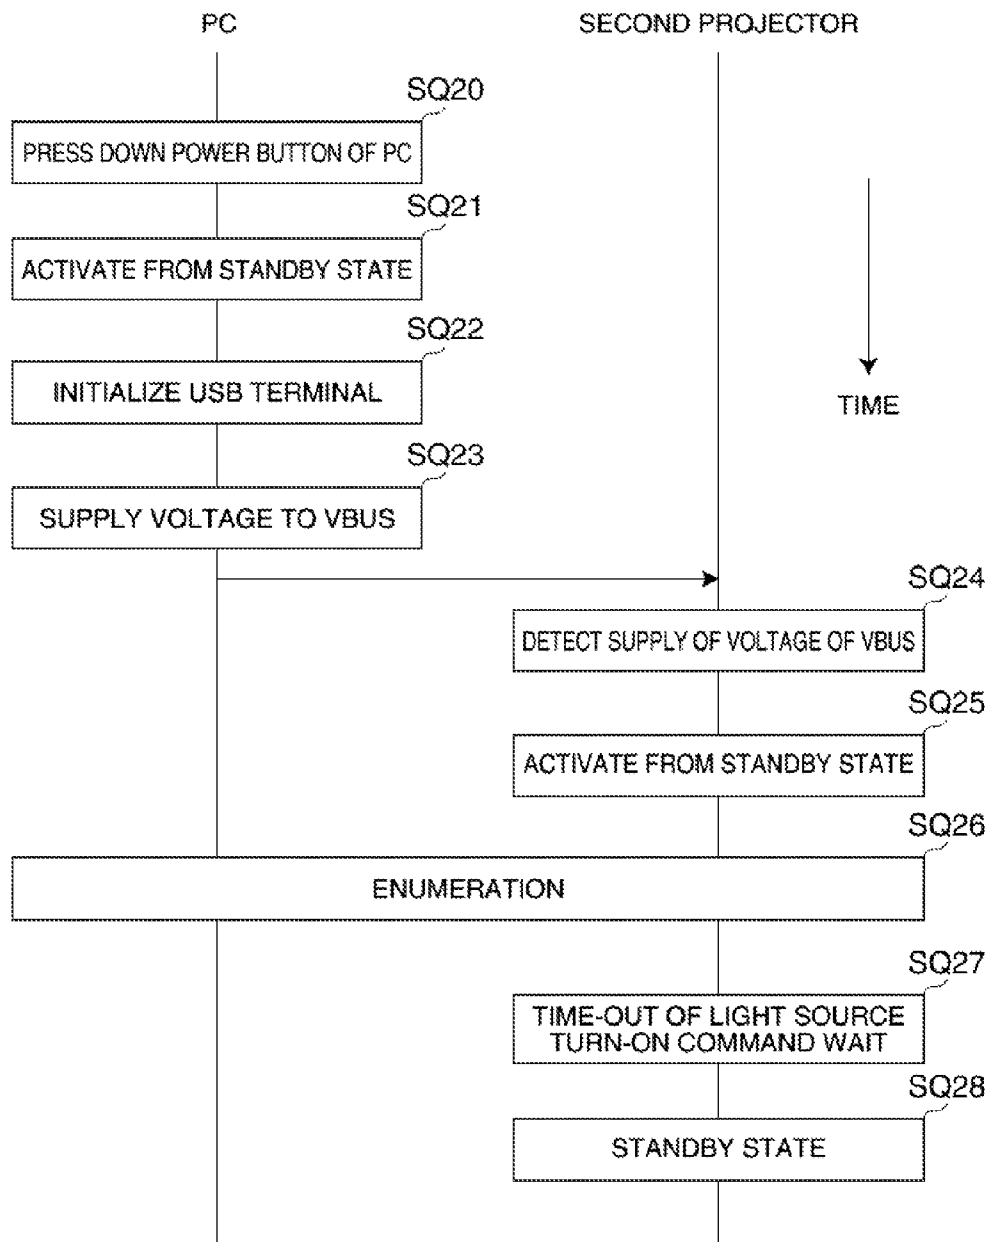 PC
SECOND PROJECTOR
SQ20
PRESS DOWN POWER BUTTON OF PC
SQ21
ACTIVATE FROM STANDBY STATE
SQ22
INITIALIZE USB TERMINAL
TIME
SQ23
SUPPLY VOLTAGE TO VBUS
SQ24
DETECT SUPPLY OF VOLTAGE OF VBUS
SQ25
ACTIVATE FROM STANDBY STATE
SQ26
ENUMERATION
SQ27
TIME-OUT OF LIGHT SOURCE
TURN-ON COMMAND WAIT
SQ28
STANDBY STATE